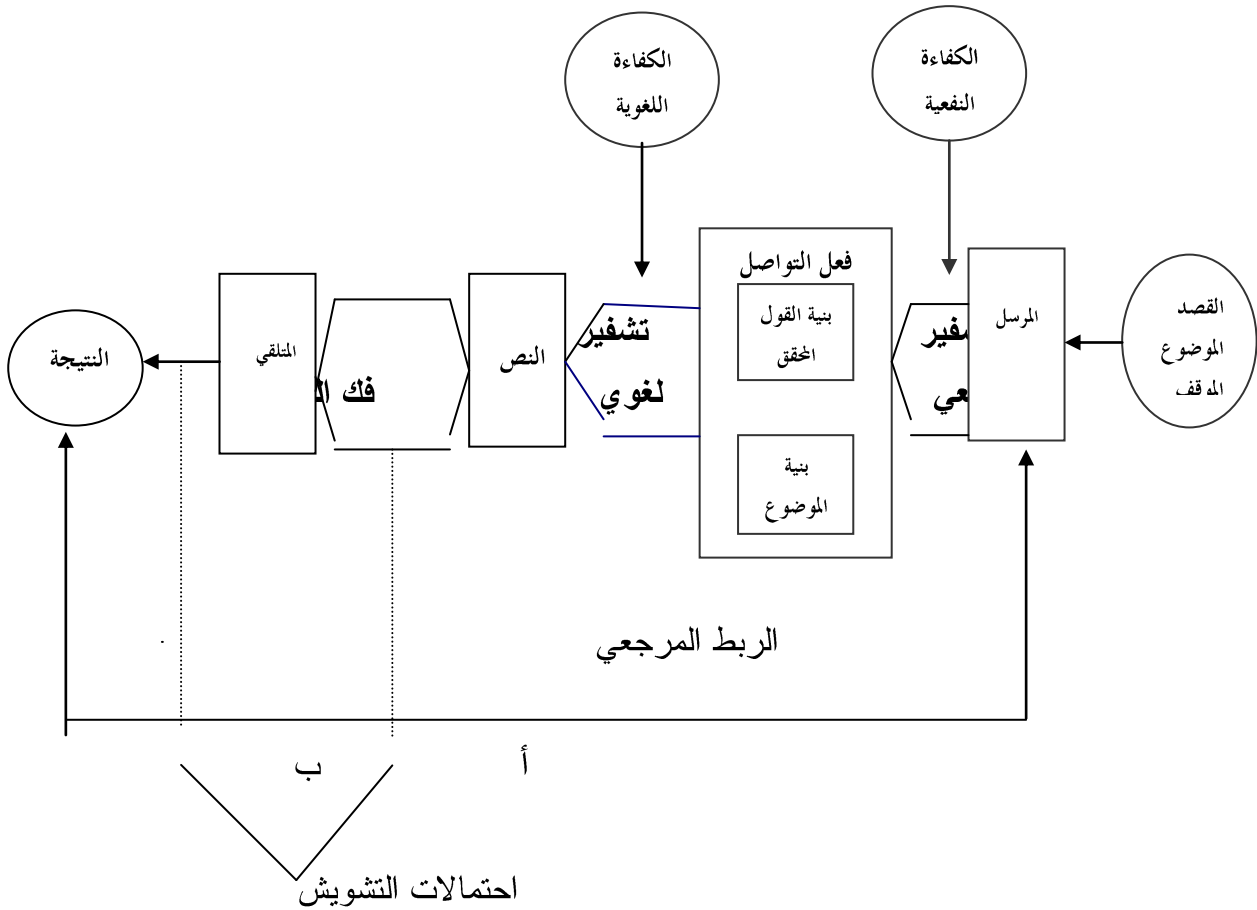 الكفاءة
النفعية
الكفاءة
اللغوية
القصد
الموضوع
الموقف
المرسل
فعل التواصل
بنية القول
المحقق
بنية
الموضوع
تشفير
لغوي
النص
فك
المتلقي
النتيجة
الربط المرجعي
أ
ب
احتمالات التشويش